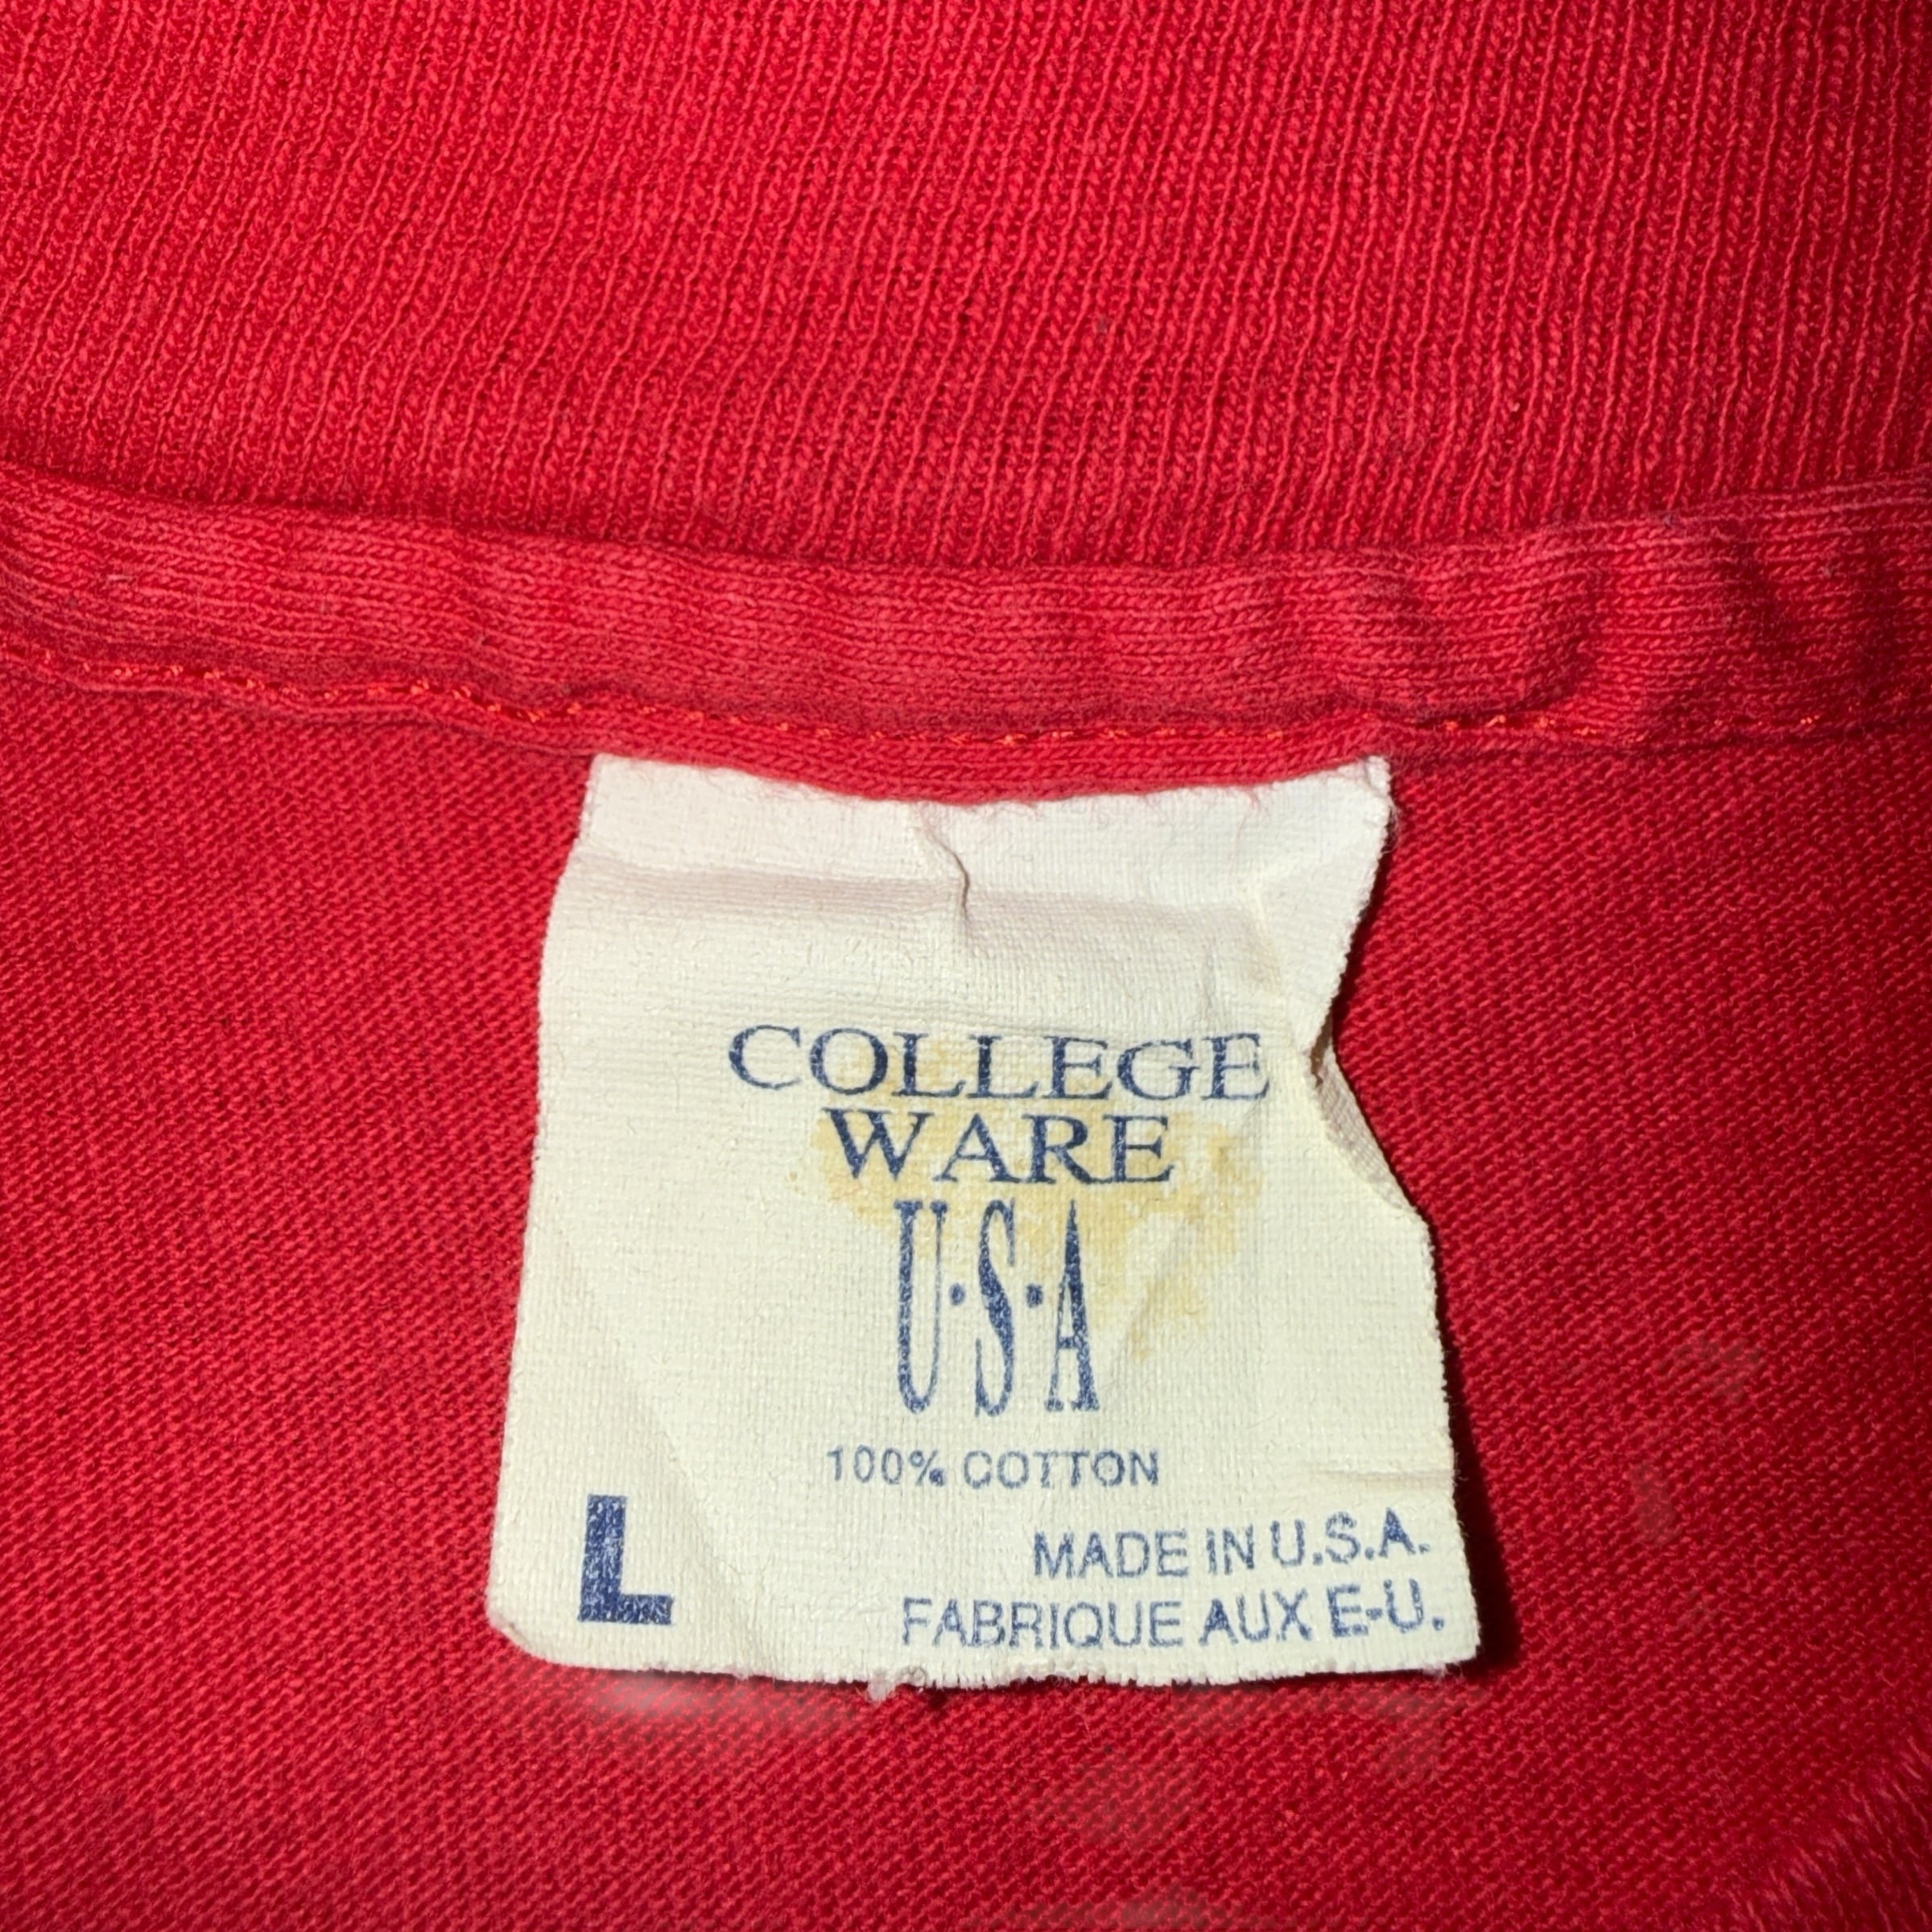 COLLEGE
WARE
U·S·A
100% COTTON
L
MADE IN U.S.A.
FABRIQUE AUX E-U.